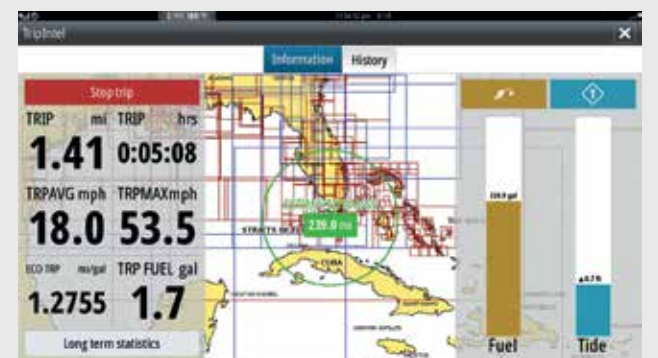 TripIntel
Information History
Stop trip
TRIP mi TRIP hrs
1.41 0:05:08
TRPAVG mph TRPMAXmph
18.0 53.5
ECO TRP mi/gal TRP FUEL gal
1.2755 1.7
Long term statistics
239.0 mi
CUBA
Fuel
Tide